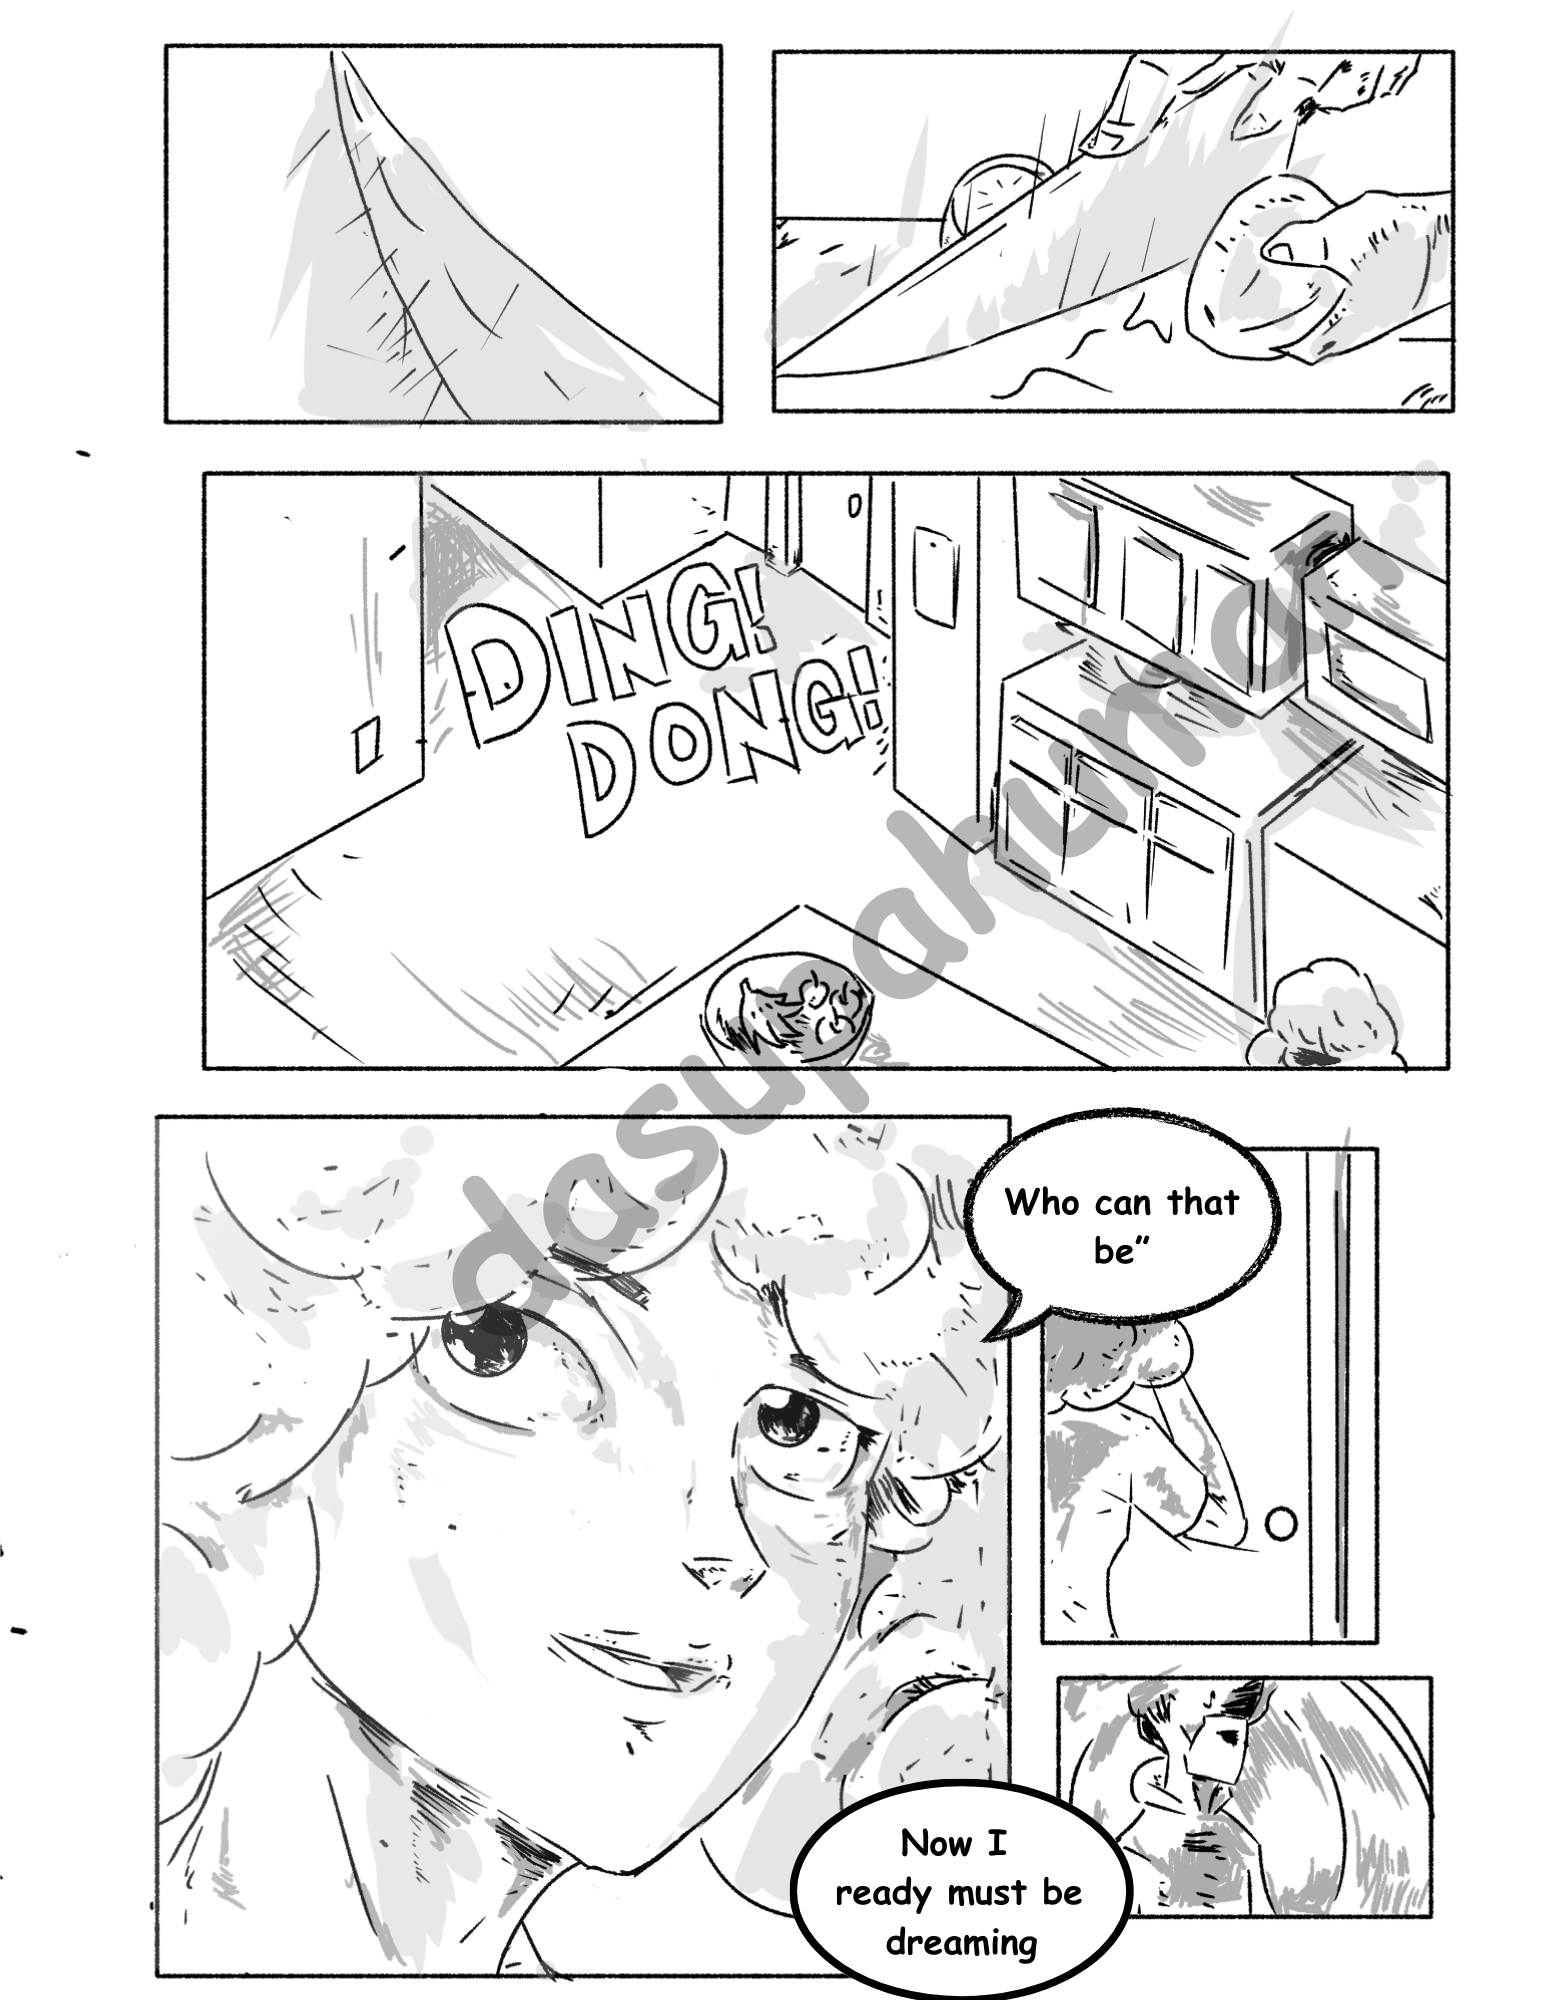 DING!
DONG!
dasupahuman
Who can that
be”
Now I
ready must be
dreaming